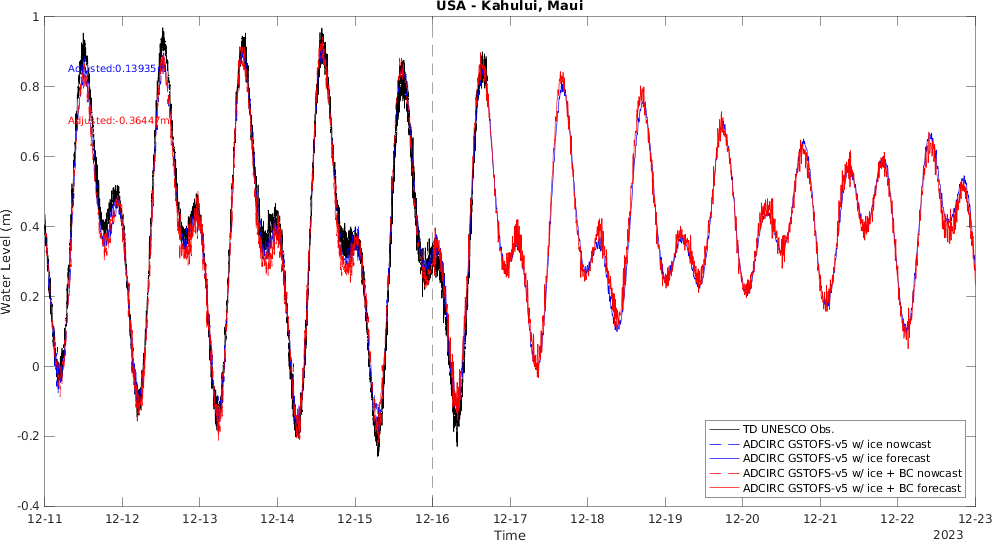 USA - Kahului, Maui
1
0.8
0.6
0.4
0.2
0
-0.2
-0.4
Water Level (m)
Adjusted:0.13935m
Adjusted:-0.36447m
TD UNESCO Obs.
ADCIRC GSTOFS-v5 w/ ice nowcast
ADCIRC GSTOFS-v5 w/ ice forecast
ADCIRC GSTOFS-v5 w/ ice + BC nowcast
ADCIRC GSTOFS-v5 w/ ice + BC forecast
12-11 12-12 12-13 12-14 12-15 12-16 12-17 12-18 12-19 12-20 12-21 12-22 12-23
Time
2023